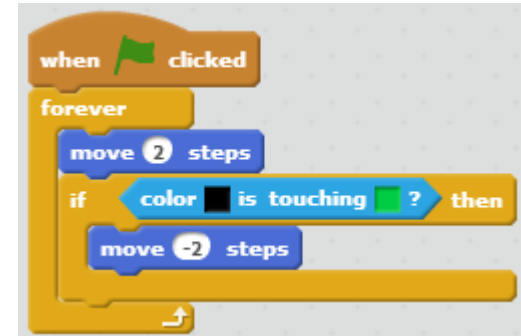 when clicked
forever
move 2 steps
if color is touching ? then
move -2 steps